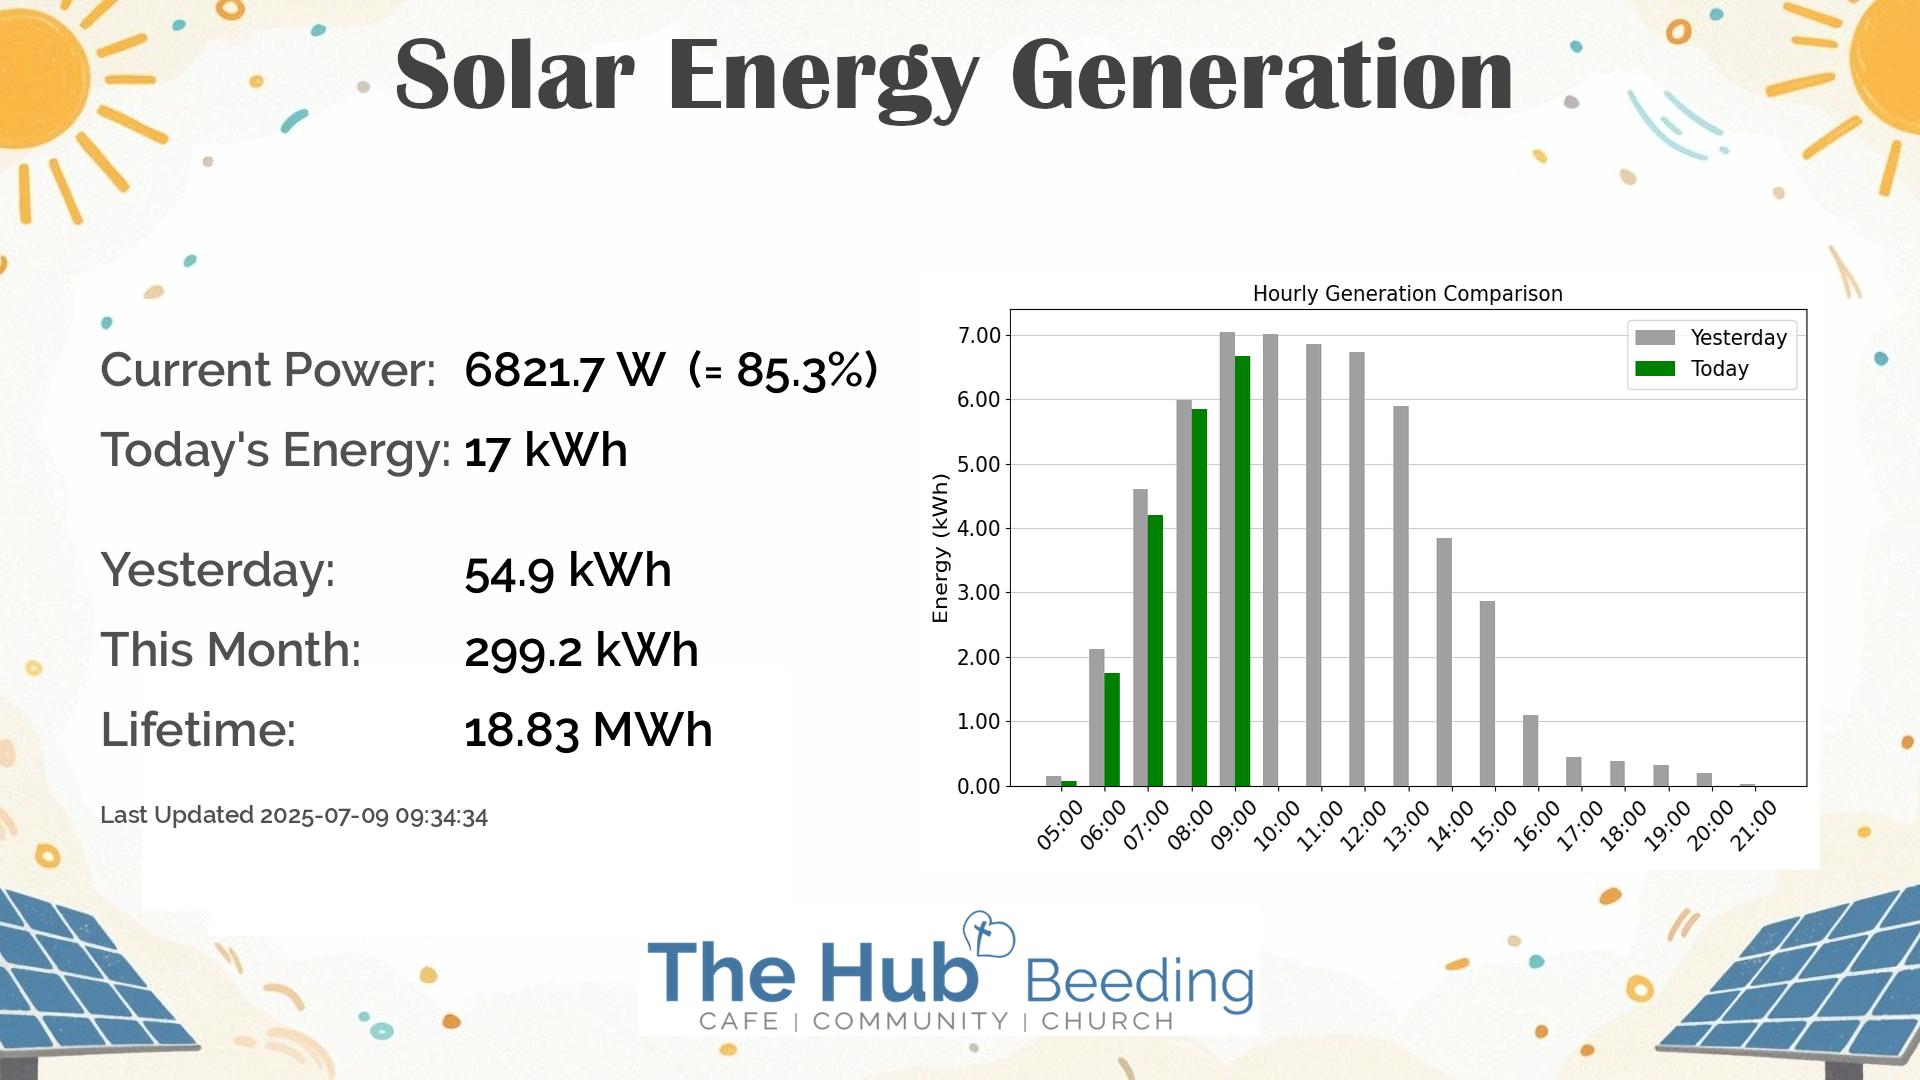 Solar Energy Generation
Current Power: 6821.7 W (= 85.3%)
Today's Energy: 17 kWh
Yesterday: 54.9 kWh
This Month: 299.2 kWh
Lifetime: 18.83 MWh
Last Updated 2025-07-09 09:34:34
Hourly Generation Comparison
Yesterday
Today
Energy (kWh)
7.00
6.00
5.00
4.00
3.00
2.00
1.00
0.00
05:00 06:00 07:00 08:00 09:00 10:00 11:00 12:00 13:00 14:00 15:00 16:00 17:00 18:00 19:00 20:00 21:00
The Hub Beeding
CAFE | COMMUNITY | CHURCH